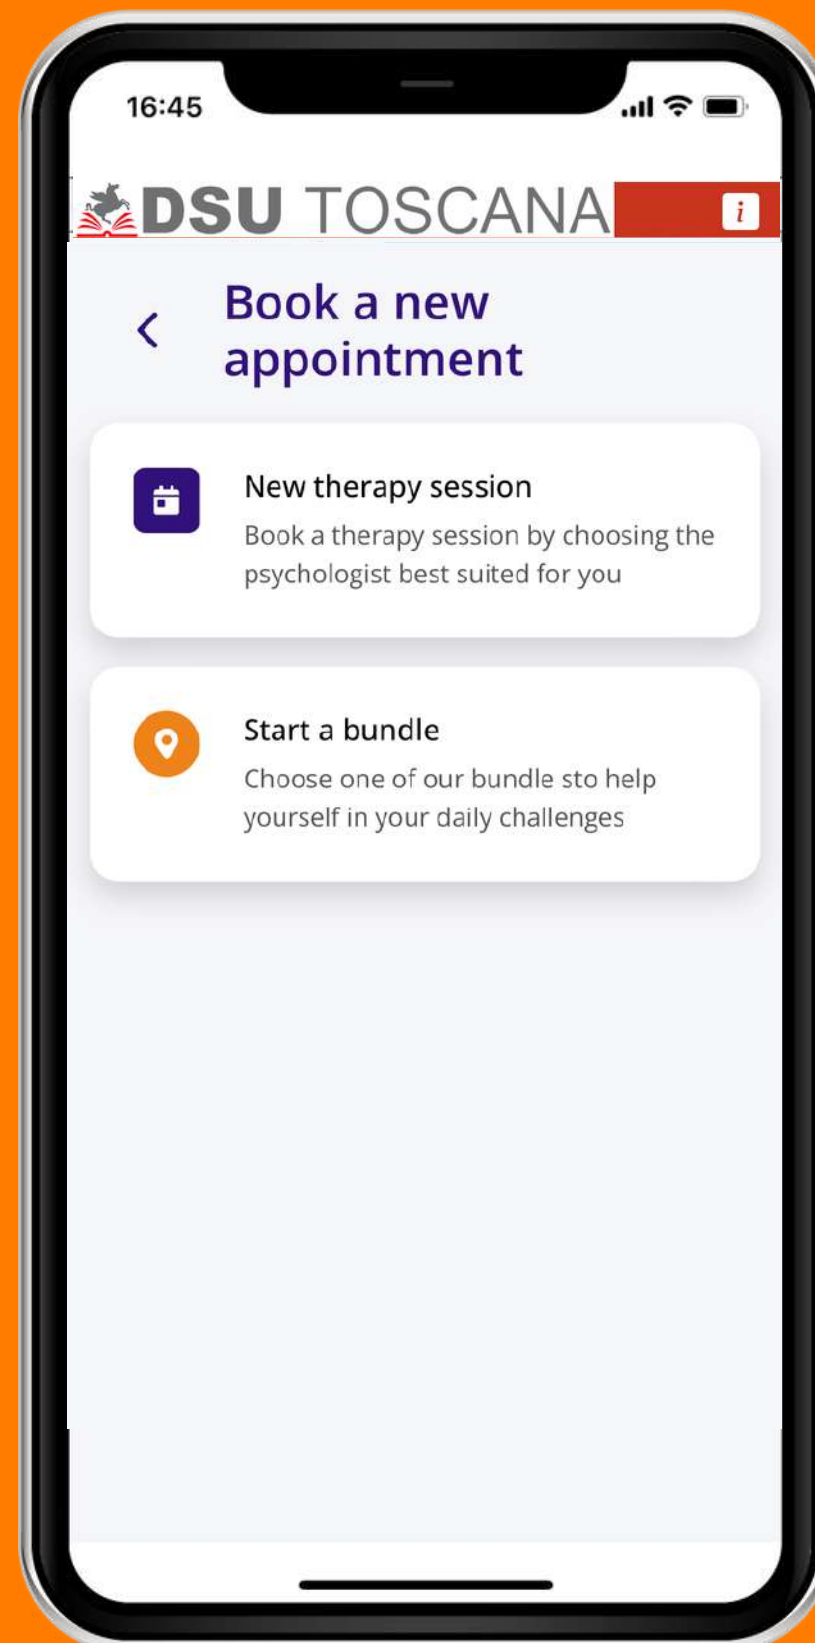 16:45
DSU TOSCANA i
Book a new
appointment
New therapy session
Book a therapy session by choosing the
psychologist best suited for you
Start a bundle
Choose one of our bundle sto help
yourself in your daily challenges